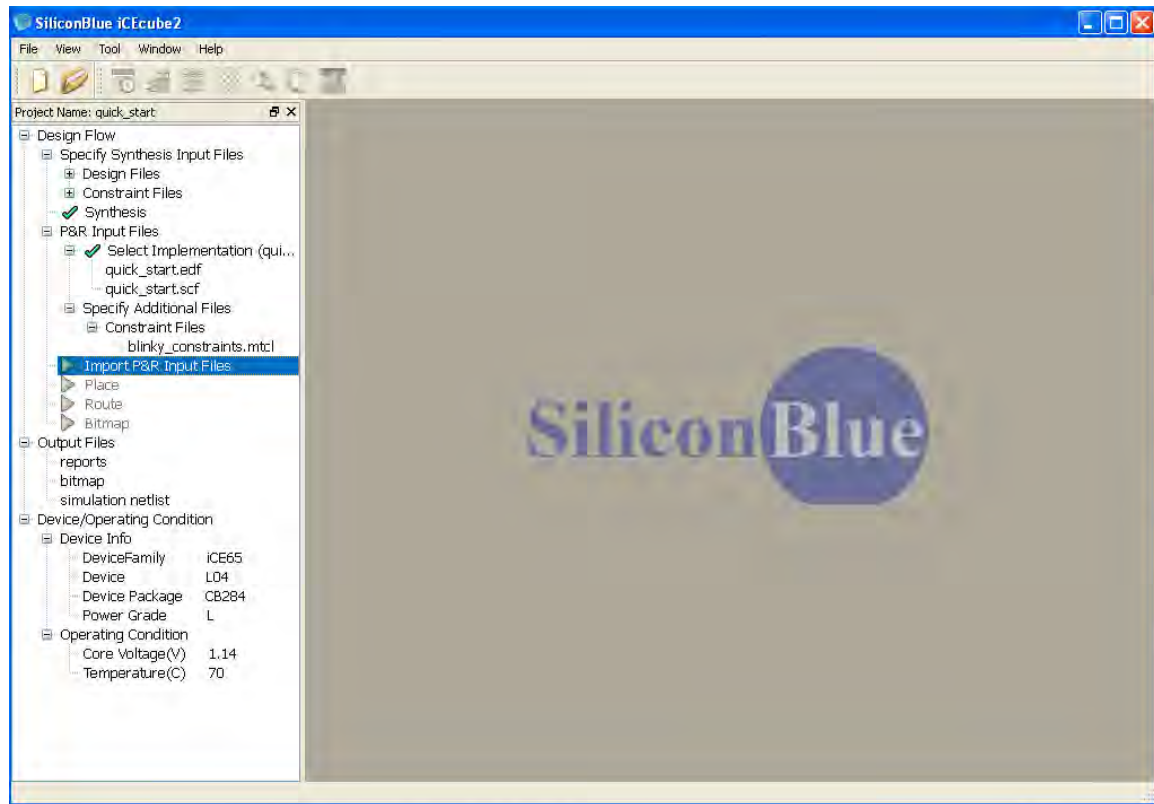 SiliconBlue iCEcube2
File View Tool Window Help
Project Name: quick_start
Design Flow
Specify Synthesis Input Files
Design Files
Constraint Files
Synthesis
P&R Input Files
Select Implementation (qui...
quick_start.edf
quick_start.scf
Specify Additional Files
Constraint Files
blinky_constraints.mtcl
Import P&R Input Files
Place
Route
Bitmap
Output Files
reports
bitmap
simulation netlist
Device/Operating Condition
Device Info
DeviceFamily iCE65
Device L04
Device Package CB284
Power Grade L
Operating Condition
Core Voltage(V) 1.14
Temperature(C) 70
SiliconBlue